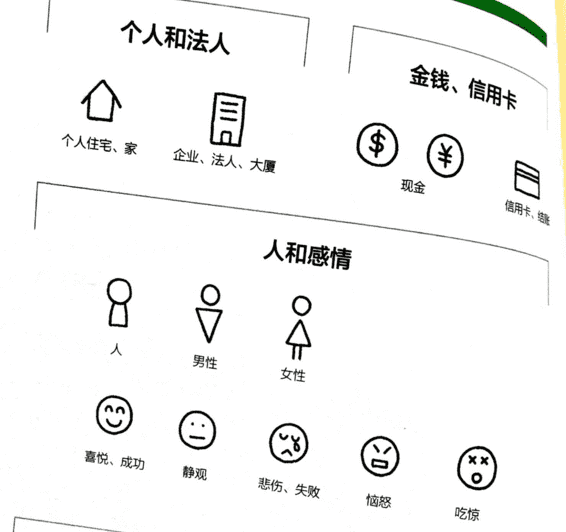 个人和法人
个人住宅、家
企业、法人、大厦
金钱、信用卡
$
¥
现金
信用卡、结账
人和感情
人
男性
女性
喜悦、成功
静观
悲伤、失败
恼怒
吃惊